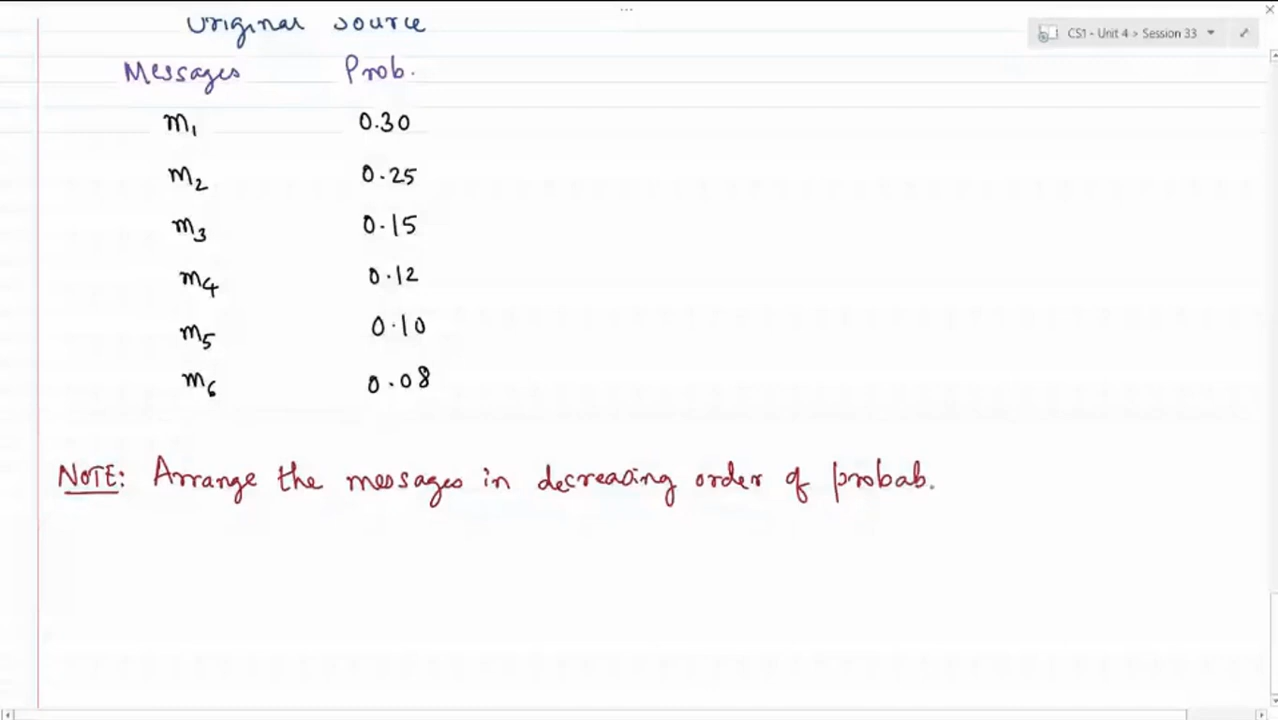 CS1 - Unit 4 > Session 33
Original source
Messages Prob.
m1 0.30
m2 0.25
m3 0.15
m4 0.12
m5 0.10
m6 0.08
NOTE: Arrange the messages in decreasing order of probab.